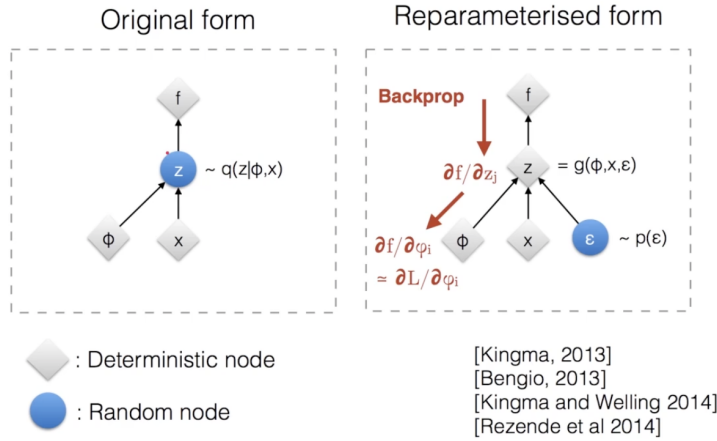 Original form
f
z
~ q(z|ϕ,x)
ϕ
x
Reparameterised form
Backprop
f
∂f/∂zⱼ
z
= g(ϕ,x,ε)
∂f/∂φᵢ
≃ ∂L/∂φᵢ
ϕ
x
ε
~ p(ε)
: Deterministic node
: Random node
[Kingma, 2013]
[Bengio, 2013]
[Kingma and Welling 2014]
[Rezende et al 2014]